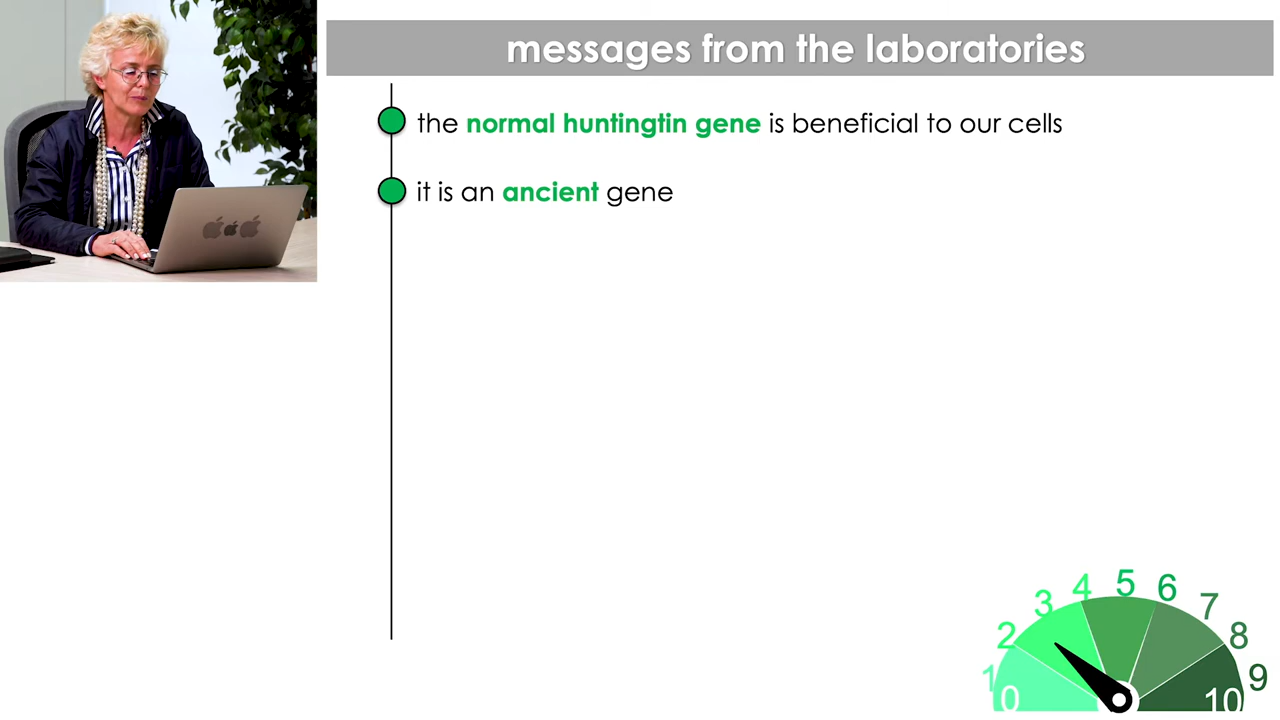 messages from the laboratories
the normal huntingtin gene is beneficial to our cells
it is an ancient gene
0 1 2 3 4 5 6 7 8 9 10